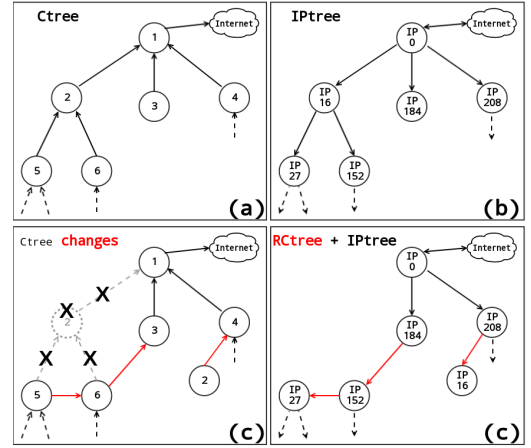 Ctree
1
Internet
2
3
4
5
6
(a)
IPtree
IP
0
Internet
IP
16
IP
184
IP
208
IP
27
IP
152
(b)
Ctree changes
1
Internet
2
3
4
2
5
6
X
X
X
X
(c)
RCtree + IPtree
IP
0
Internet
IP
184
IP
208
IP
16
IP
27
IP
152
(c)